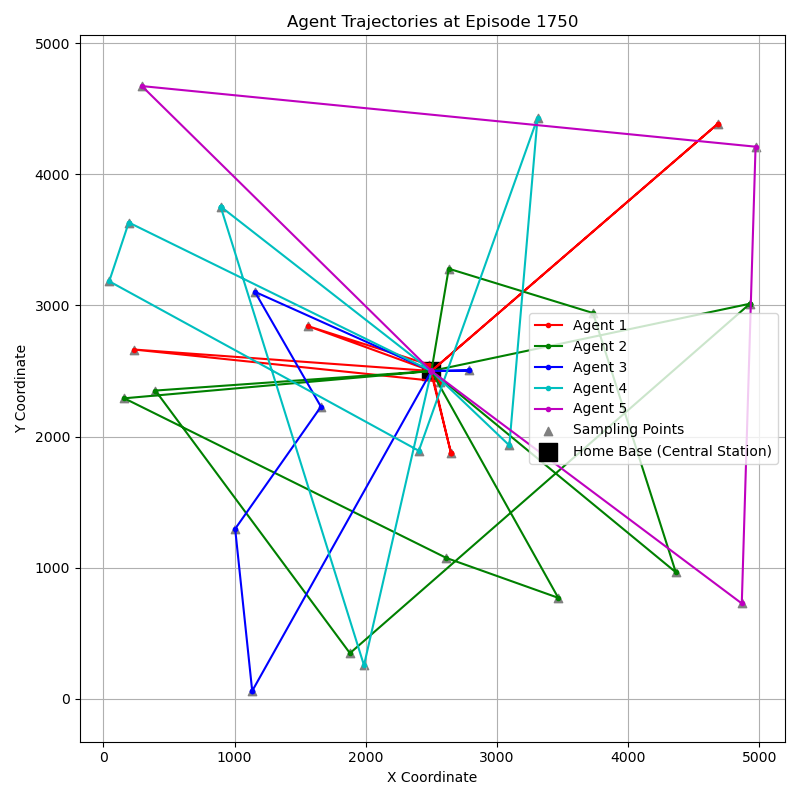 Agent Trajectories at Episode 1750
5000
4000
3000
2000
1000
0
Y Coordinate
Agent 1
Agent 2
Agent 3
Agent 4
Agent 5
Sampling Points
Home Base (Central Station)
0 1000 2000 3000 4000 5000
X Coordinate